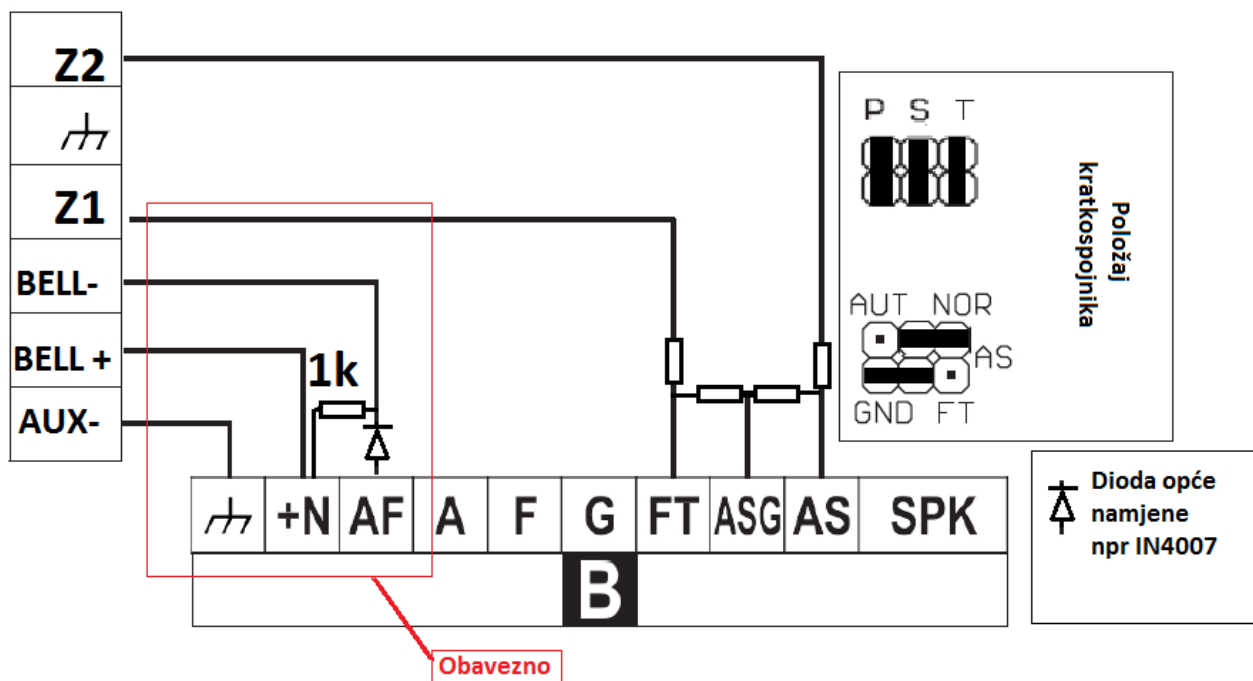 Z2
Z1
BELL-
BELL +
AUX-
1k
+N AF A F G FT ASG AS SPK
B
Obavezno
P S T
AUT NOR
AS
GND FT
Položaj
kratkospojnika
Dioda opće
namjene
npr IN4007